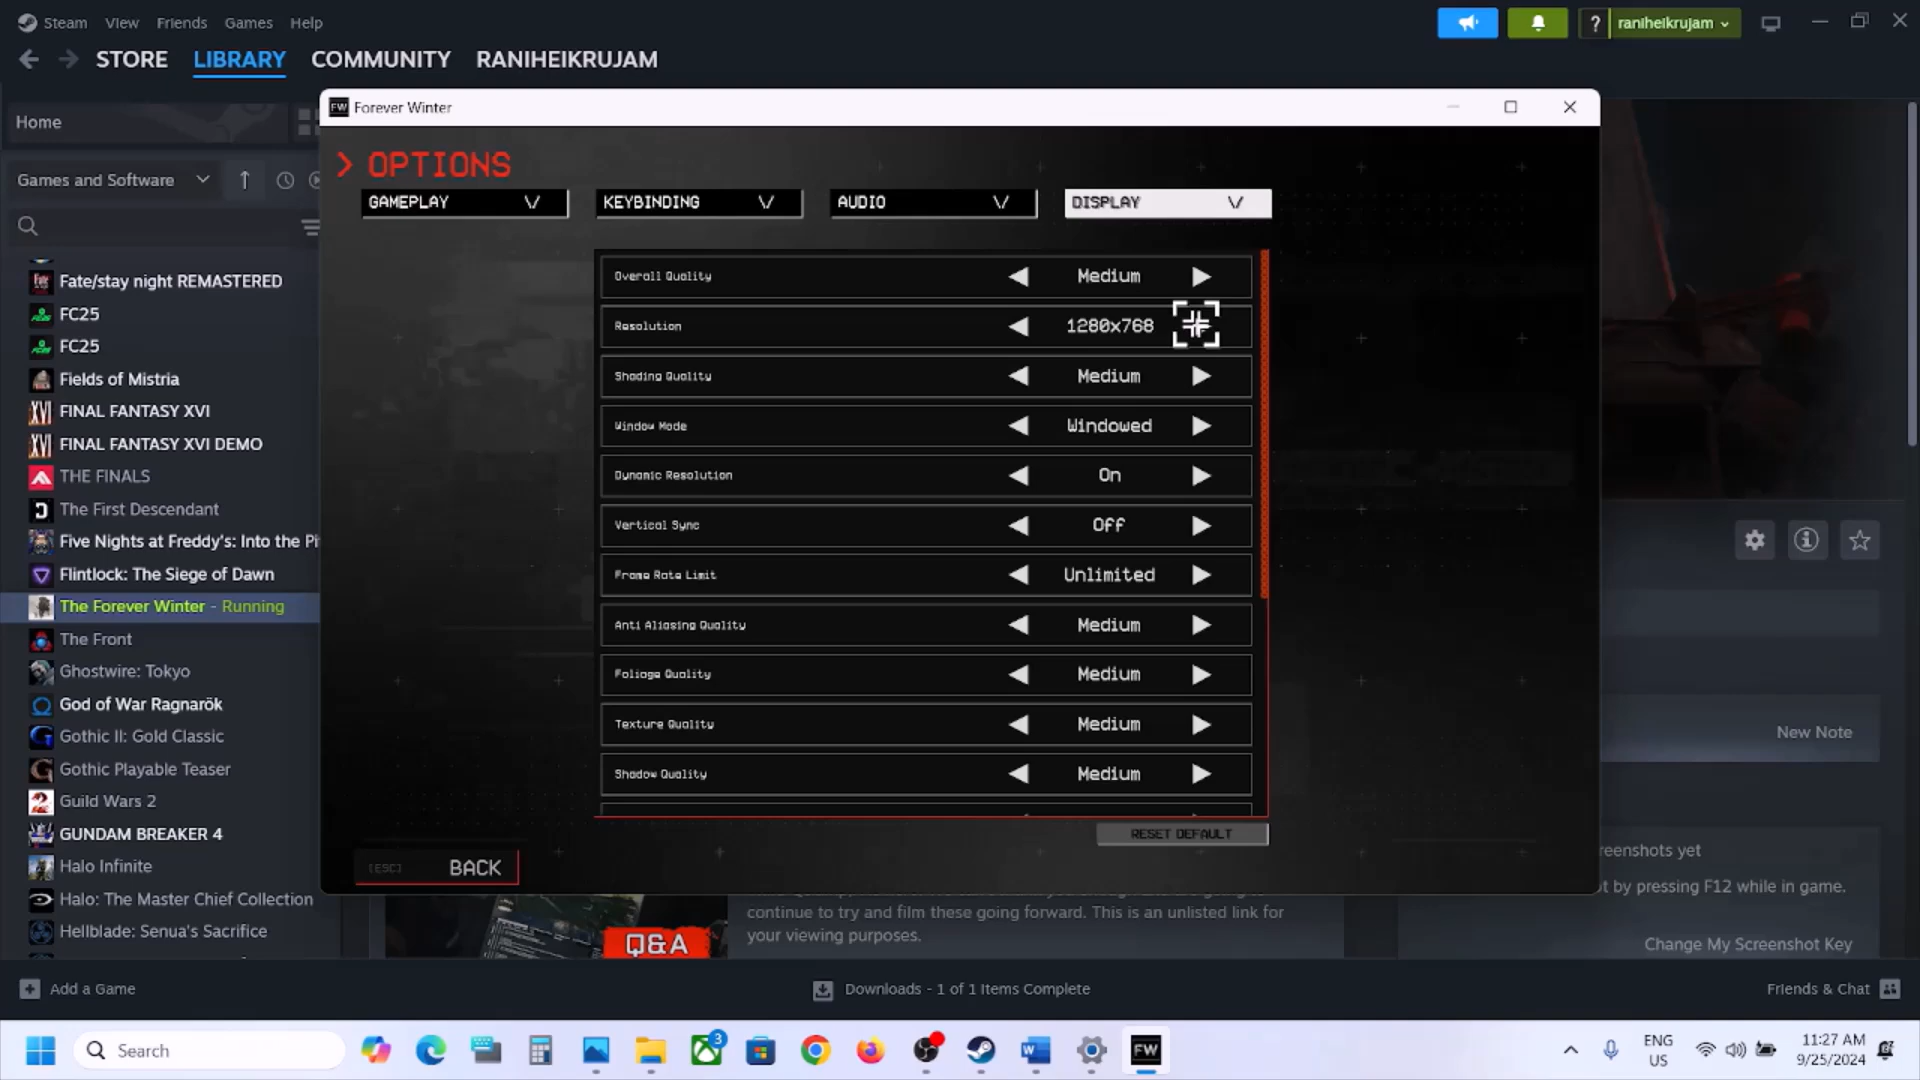 Steam View Friends Games Help
raniheikrujam
STORE LIBRARY COMMUNITY RANIHEIKRUJAM
Home
FW Forever Winter
> OPTIONS
Games and Software
GAMEPLAY KEYBINDING AUDIO DISPLAY
Fate/stay night REMASTERED
FC25
FC25
Fields of Mistria
FINAL FANTASY XVI
FINAL FANTASY XVI DEMO
THE FINALS
The First Descendant
Five Nights at Freddy's: Into the Pi
Flintlock: The Siege of Dawn
The Forever Winter - Running
The Front
Ghostwire: Tokyo
God of War Ragnarök
Gothic II: Gold Classic
Gothic Playable Teaser
Guild Wars 2
GUNDAM BREAKER 4
Halo Infinite
Halo: The Master Chief Collection
Hellblade: Senua's Sacrifice
Overall Quality Medium
Resolution 1280x768
Shading Quality Medium
Window Mode Windowed
Dynamic Resolution On
Vertical Sync Off
Frame Rate Limit Unlimited
Anti Aliasing Quality Medium
Foliage Quality Medium
Texture Quality Medium
Shadow Quality Medium
RESET DEFAULT
[ESC] BACK
New Note
reenshots yet
t by pressing F12 while in game.
Change My Screenshot Key
continue to try and film these going forward. This is an unlisted link for
your viewing purposes.
Q&A
Add a Game
Downloads - 1 of 1 Items Complete
Friends & Chat
Search
3
FW
ENG
US
11:27 AM
9/25/2024